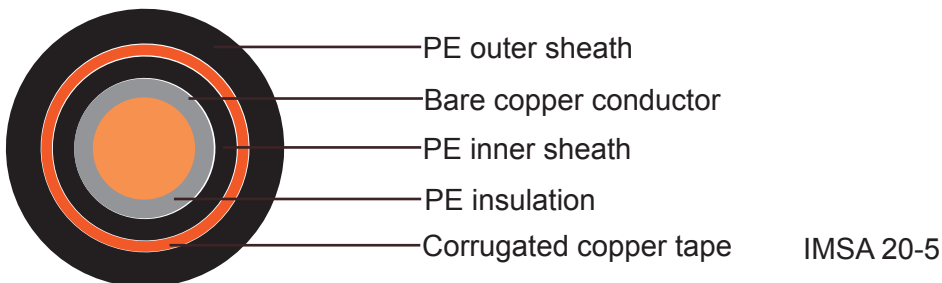 PE outer sheath
Bare copper conductor
PE inner sheath
PE insulation
Corrugated copper tape
IMSA 20-5